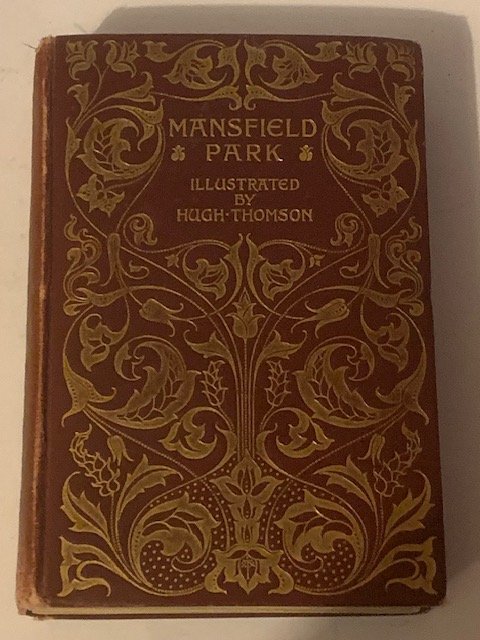 MANSFIELD
PARK
ILLUSTRATED
BY
HUGH·THOMSON